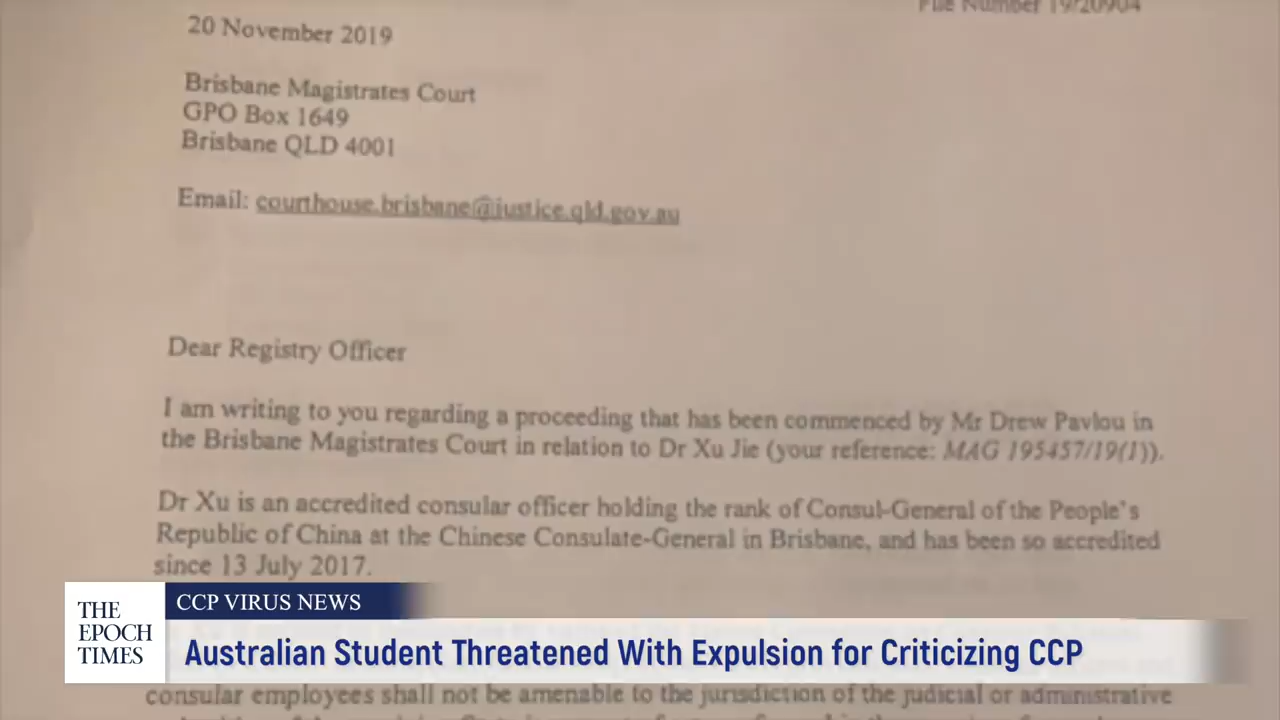 File Number 19/20904
20 November 2019
Brisbane Magistrates Court
GPO Box 1649
Brisbane QLD 4001
Email: courthouse.brisbane@justice.qld.gov.au
Dear Registry Officer
I am writing to you regarding a proceeding that has been commenced by Mr Drew Pavlou in
the Brisbane Magistrates Court in relation to Dr Xu Jie (your reference: MAG 195457/19(1)).
Dr Xu is an accredited consular officer holding the rank of Consul-General of the People's
Republic of China at the Chinese Consulate-General in Brisbane, and has been so accredited
since 13 July 2017.
THE
EPOCH
TIMES
CCP VIRUS NEWS
Australian Student Threatened With Expulsion for Criticizing CCP
consular employees shall not be amenable to the jurisdiction of the judicial or administrative